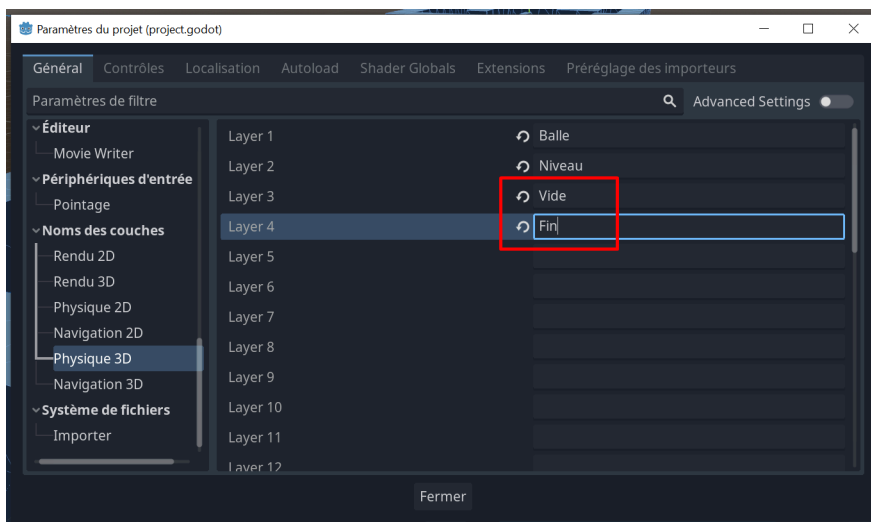 Paramètres du projet (project.godot)
Général Contrôles Localisation Autoload Shader Globals Extensions Préréglage des importeurs
Paramètres de filtre Advanced Settings
Éditeur
Movie Writer
Périphériques d'entrée
Pointage
Noms des couches
Rendu 2D
Rendu 3D
Physique 2D
Navigation 2D
Physique 3D
Navigation 3D
Système de fichiers
Importer
Layer 1 Balle
Layer 2 Niveau
Layer 3 Vide
Layer 4 Fin
Layer 5
Layer 6
Layer 7
Layer 8
Layer 9
Layer 10
Layer 11
Layer 12
Fermer